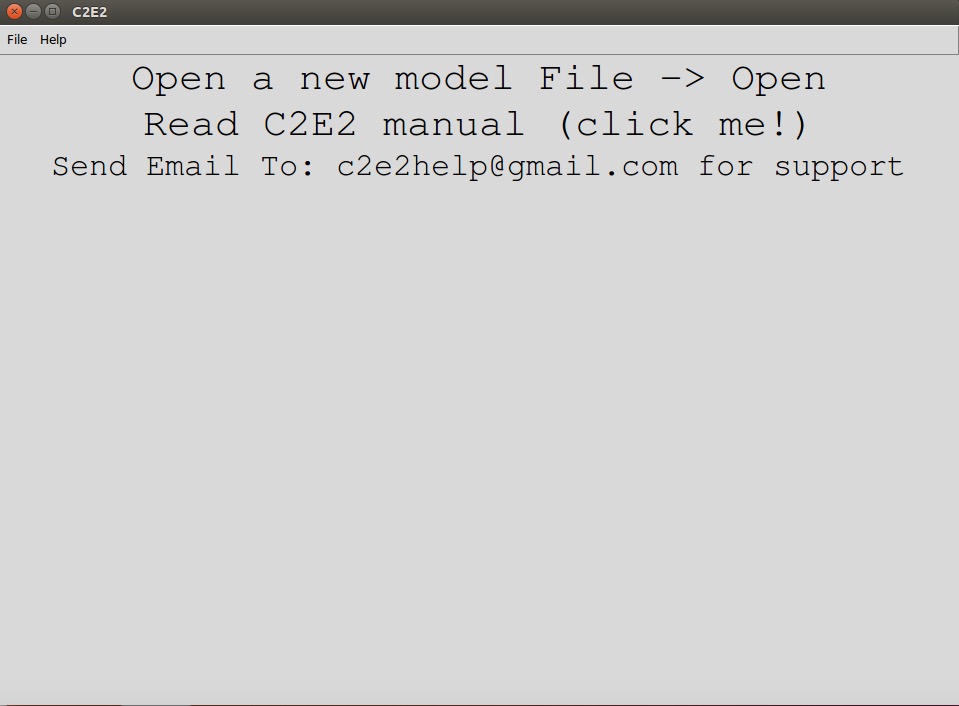 C2E2
File Help
Open a new model File -> Open
Read C2E2 manual (click me!)
Send Email To: c2e2help@gmail.com for support